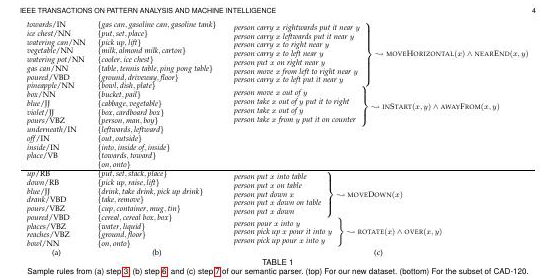 IEEE TRANSACTIONS ON PATTERN ANALYSIS AND MACHINE INTELLIGENCE 4
towards/IN {gas can, gasoline can, gasoline tank} person carry x rightwards put it near y
ice chest/NN {put, set, place} person carry x leftwards put it near y
watering can/NN {pick up, lift} person carry x to right near y
vegetable/NN {milk, almond milk, carton} person carry x to left near y
watering pot/NN {cooler, ice chest} person put x on right near y
gas can/NN {table, tennis table, ping pong table} person move x from left to right near y
poured/VBD {ground, driveway, floor} person carry x to left put it near y
⤳ MOVEHORIZONTAL(x) ∧ NEAREND(x, y)
pineapple/NN {bowl, dish, plate}
box/NN {bucket, pail} person move x out of y
blue/JJ {cabbage, vegetable} person take x out of y put it to right
violet/JJ {box, cardboard box} person take x out of y
pours/VBZ {person, man, boy} person take x from y put it on counter
⤳ INSTART(x, y) ∧ AWAYFROM(x, y)
underneath/IN {leftwards, leftward}
off/IN {out, outside}
inside/IN {into, inside of, inside}
place/VB {towards, toward}
{on, onto}
up/RB {put, set, stack, place} person put x into table
down/RB {pick up, raise, lift} person put x on table
blue/JJ {drink, take drink, pick up drink} person put down x
drank/VBD {take, remove} person put x down on table
pours/VBZ {cup, container, mug, tin} person put x down
⤳ MOVEDOWN(x)
poured/VBD {cereal, cereal box, box} person pour x into y
places/VBZ {water, liquid} person pick up x pour it into y
reaches/VBZ {ground, floor} person pick up pour x into y
⤳ ROTATE(x) ∧ OVER(x, y)
bowl/NN {on, onto}
(a) (b) (c)
TABLE 1
Sample rules from (a) step 3 (b) step 6 and (c) step 7 of our semantic parser. (top) For our new dataset. (bottom) For the subset of CAD-120.